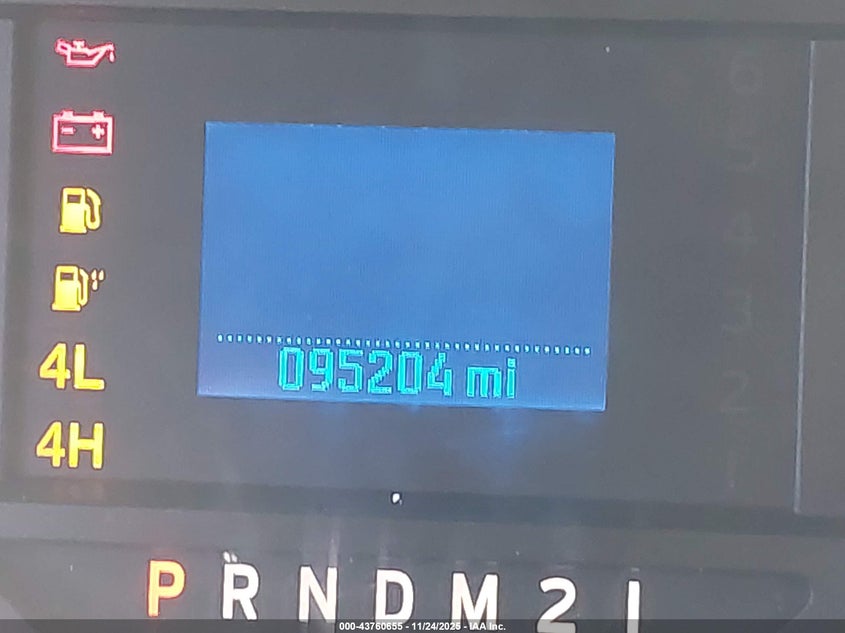 095204 mi
4L
4H
P R N D M 2 1
000-43760655 - 11/24/2025 - IAA Inc.